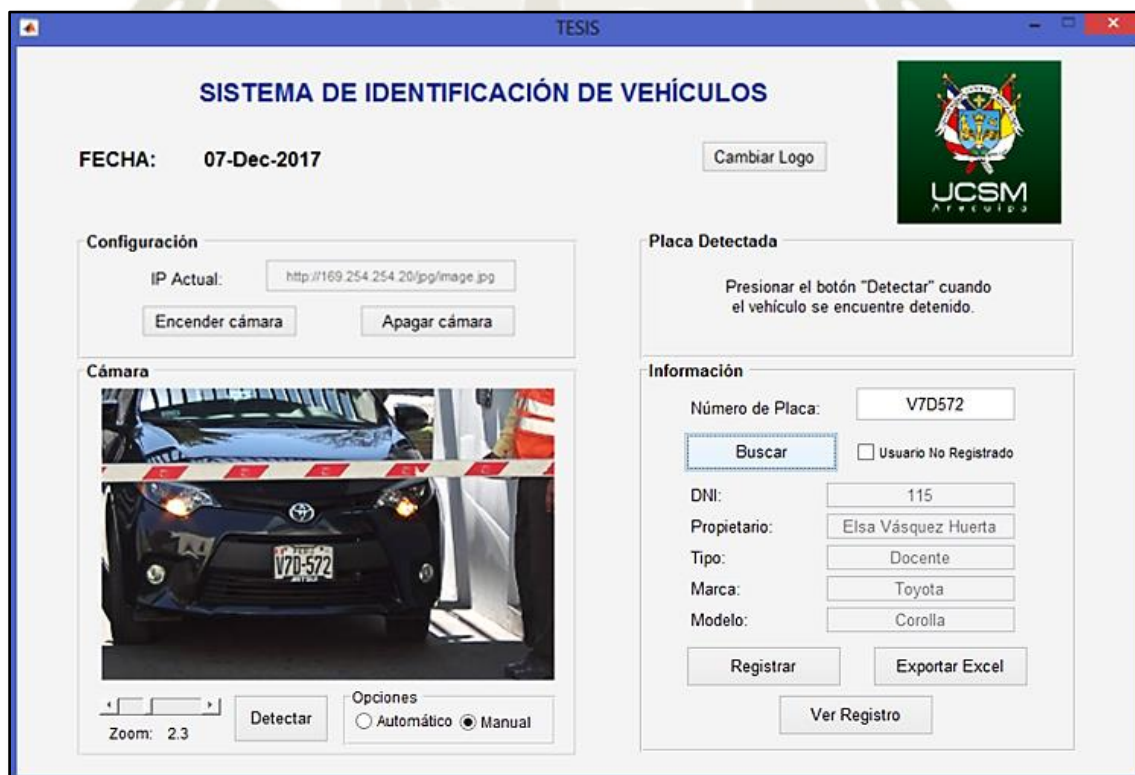 TESIS
SISTEMA DE IDENTIFICACIÓN DE VEHÍCULOS
FECHA: 07-Dec-2017
Cambiar Logo
UCSM
Arequipa
Configuración
IP Actual: http://169.254.254.20/jpg/image.jpg
Encender cámara Apagar cámara
Placa Detectada
Presionar el botón "Detectar" cuando
el vehículo se encuentre detenido.
Cámara
PERU
V7D-572
Zoom: 2.3
Detectar
Opciones
Automático Manual
Información
Número de Placa: V7D572
Buscar Usuario No Registrado
DNI: 115
Propietario: Elsa Vásquez Huerta
Tipo: Docente
Marca: Toyota
Modelo: Corolla
Registrar Exportar Excel
Ver Registro